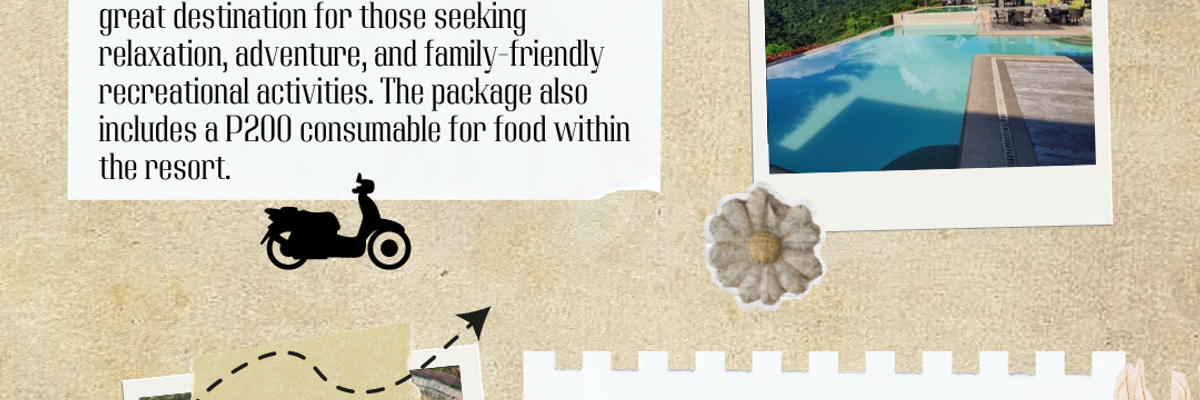 great destination for those seeking
relaxation, adventure, and family-friendly
recreational activities. The package also
includes a P200 consumable for food within
the resort.